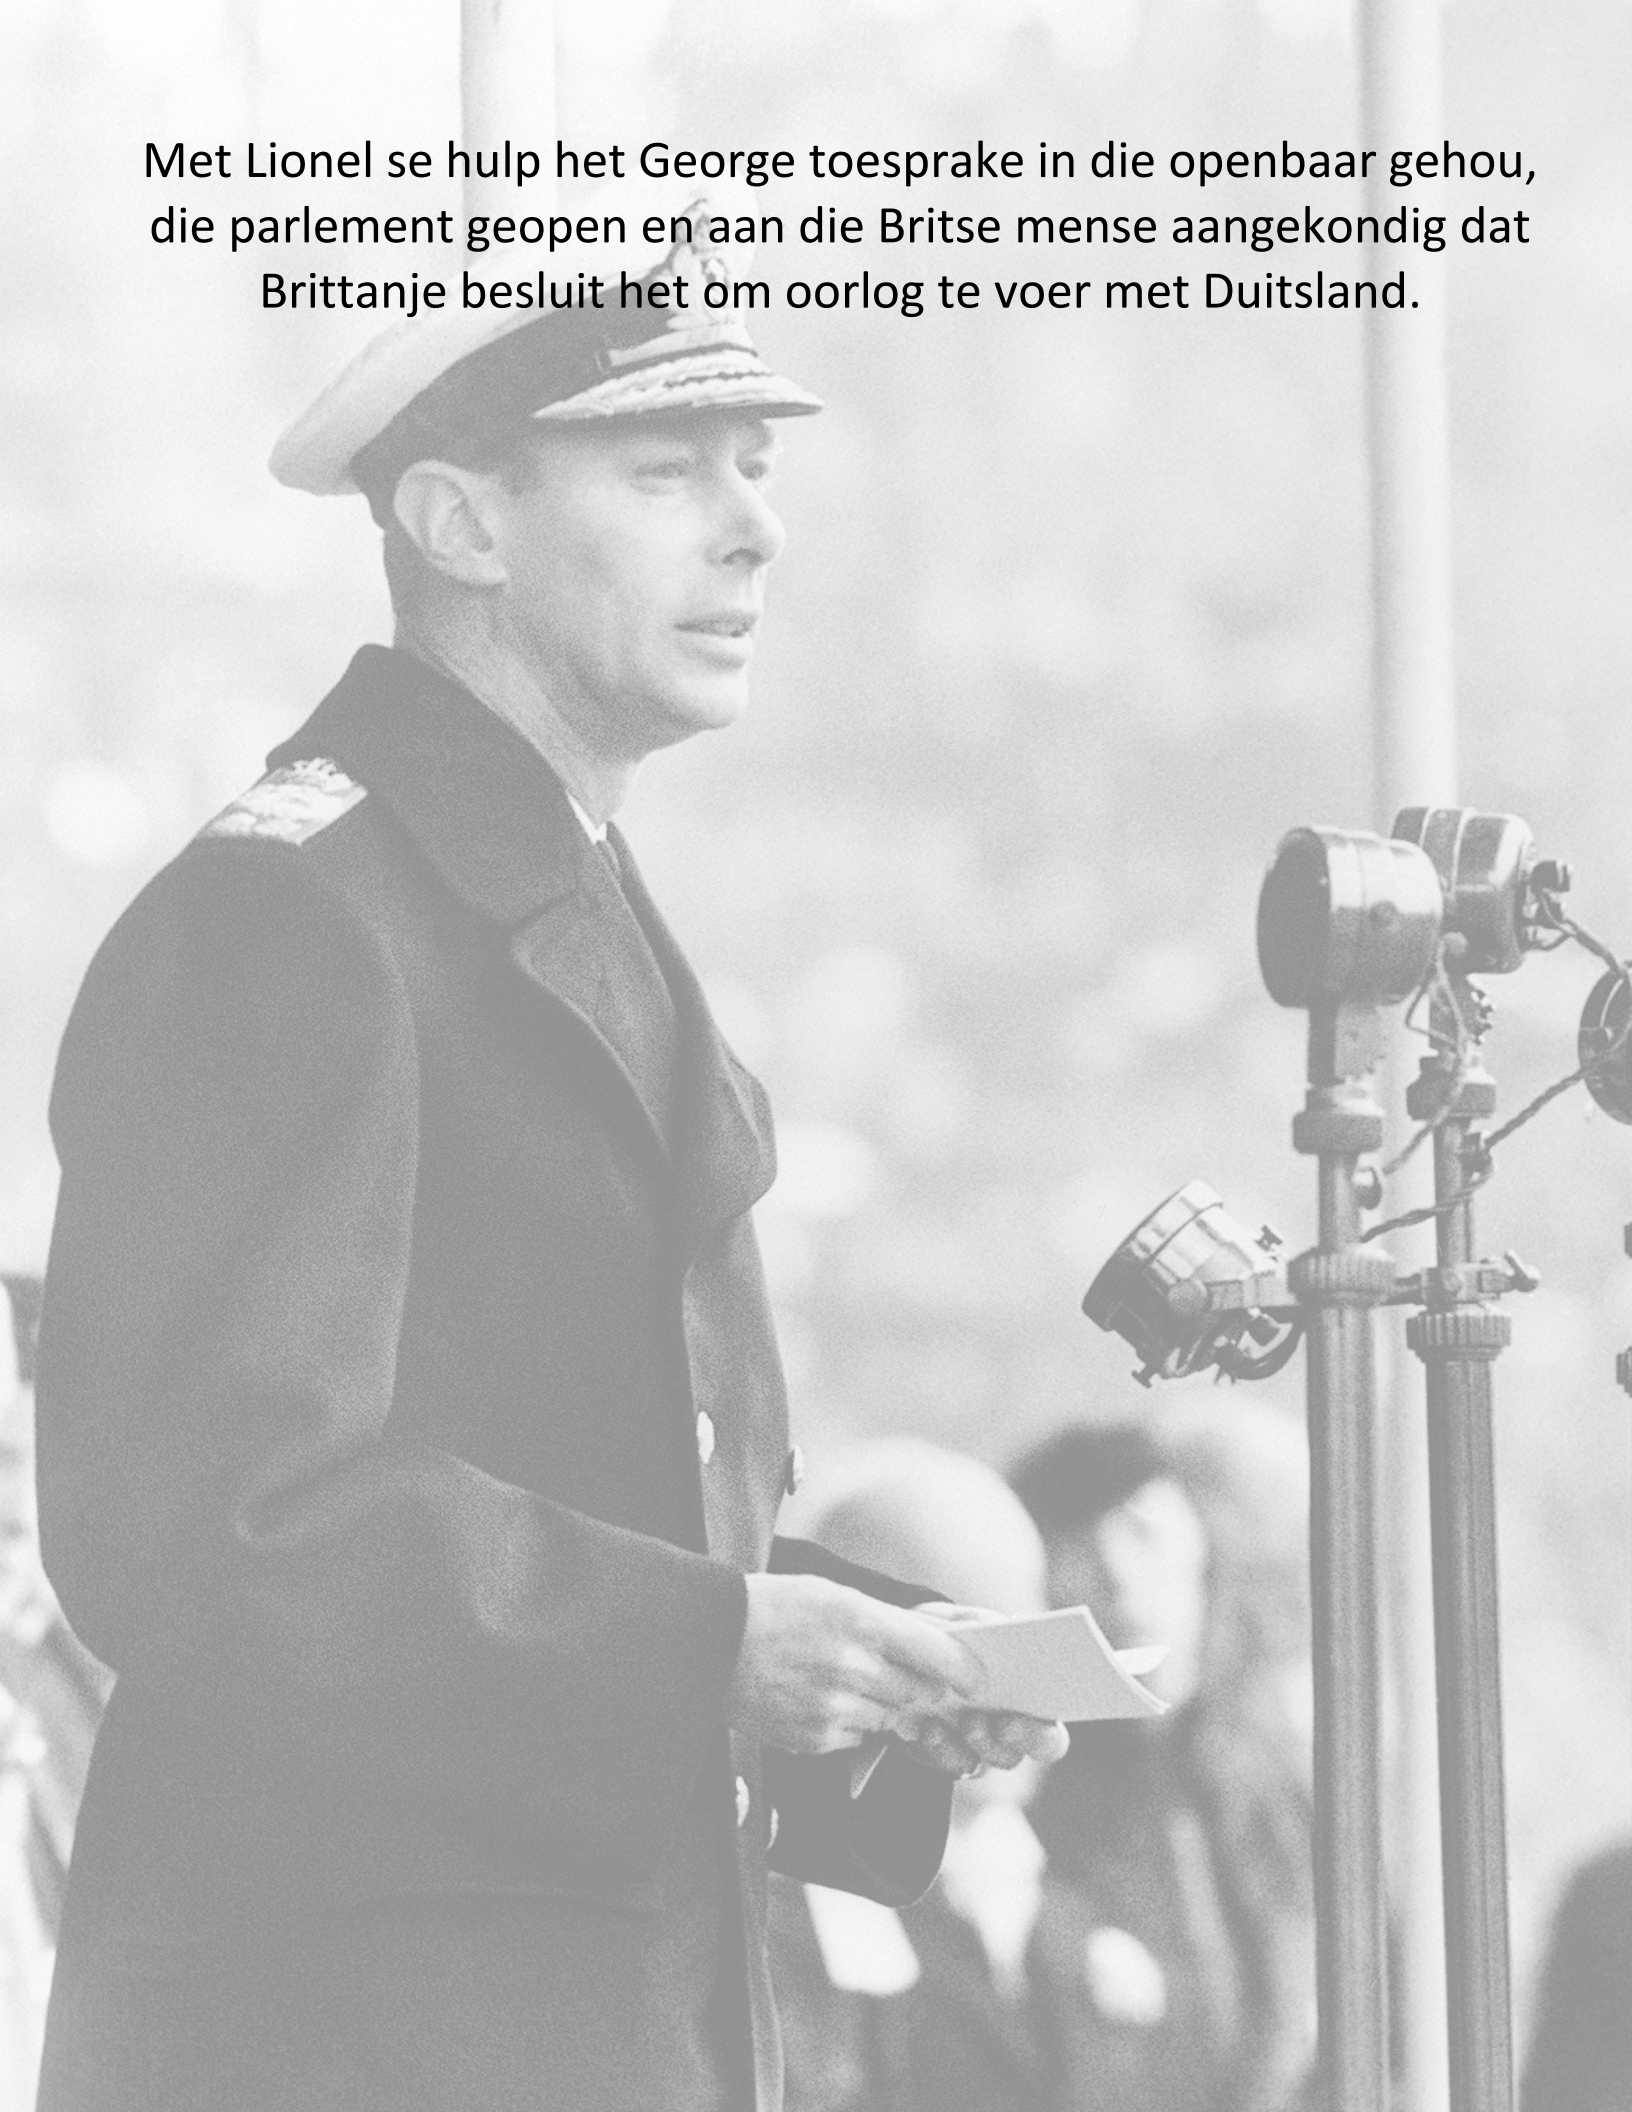 Met Lionel se hulp het George toesprake in die openbaar gehou,
die parlement geopen en aan die Britse mense aangekondig dat
Brittanje besluit het om oorlog te voer met Duitsland.